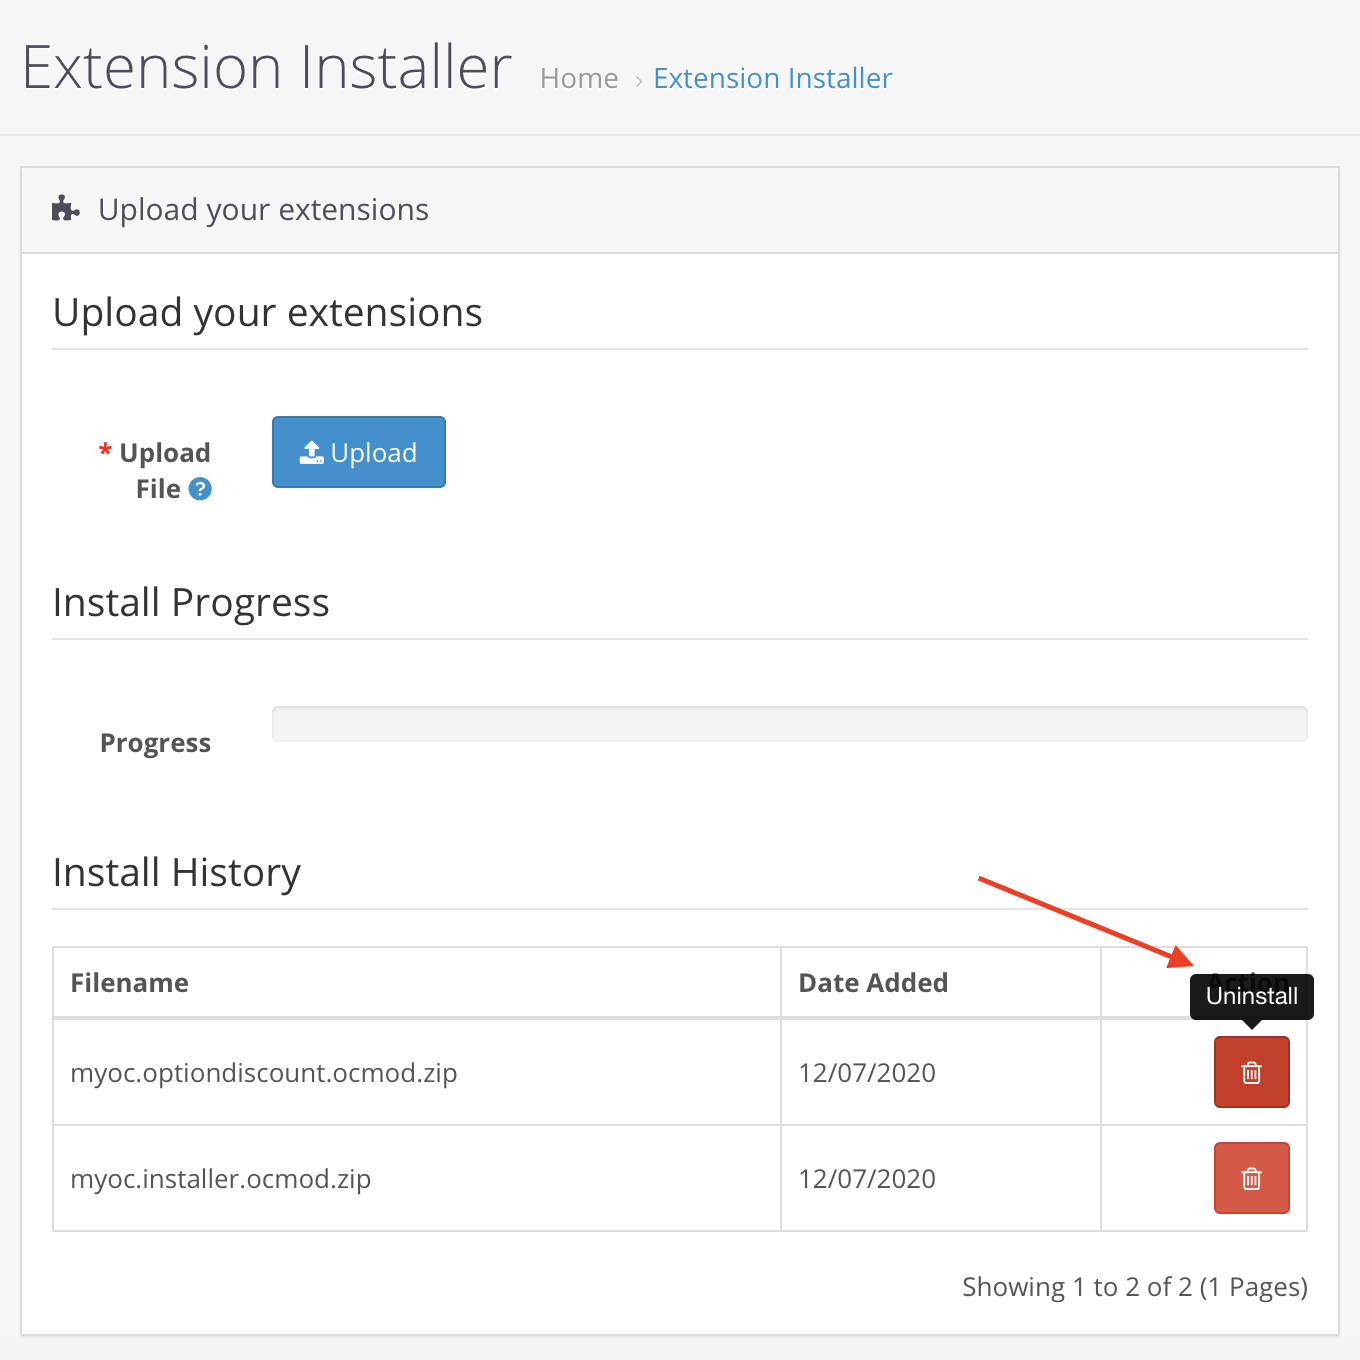 Extension Installer Home › Extension Installer
Upload your extensions
Upload your extensions
* Upload
File ?
Upload
Install Progress
Progress
Install History
Filename Date Added Action
Uninstall
myoc.optiondiscount.ocmod.zip 12/07/2020
myoc.installer.ocmod.zip 12/07/2020
Showing 1 to 2 of 2 (1 Pages)